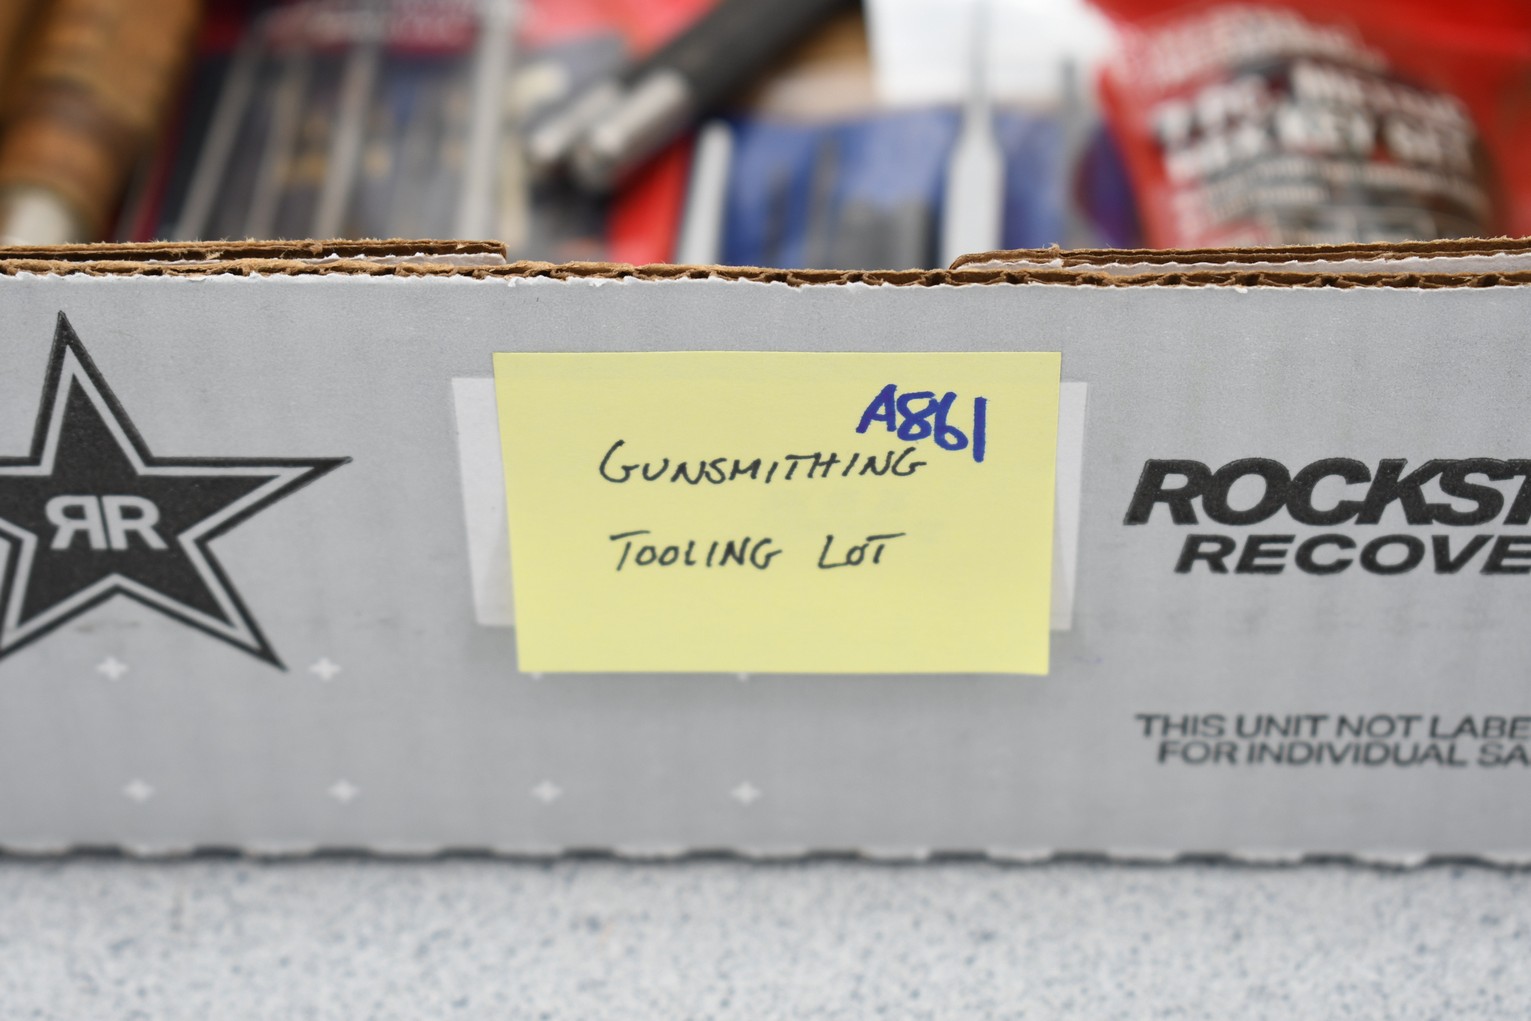 A861
GUNSMITHING
TOOLING LOT
RR
ROCKST
RECOVE
THIS UNIT NOT LABE
FOR INDIVIDUAL SA